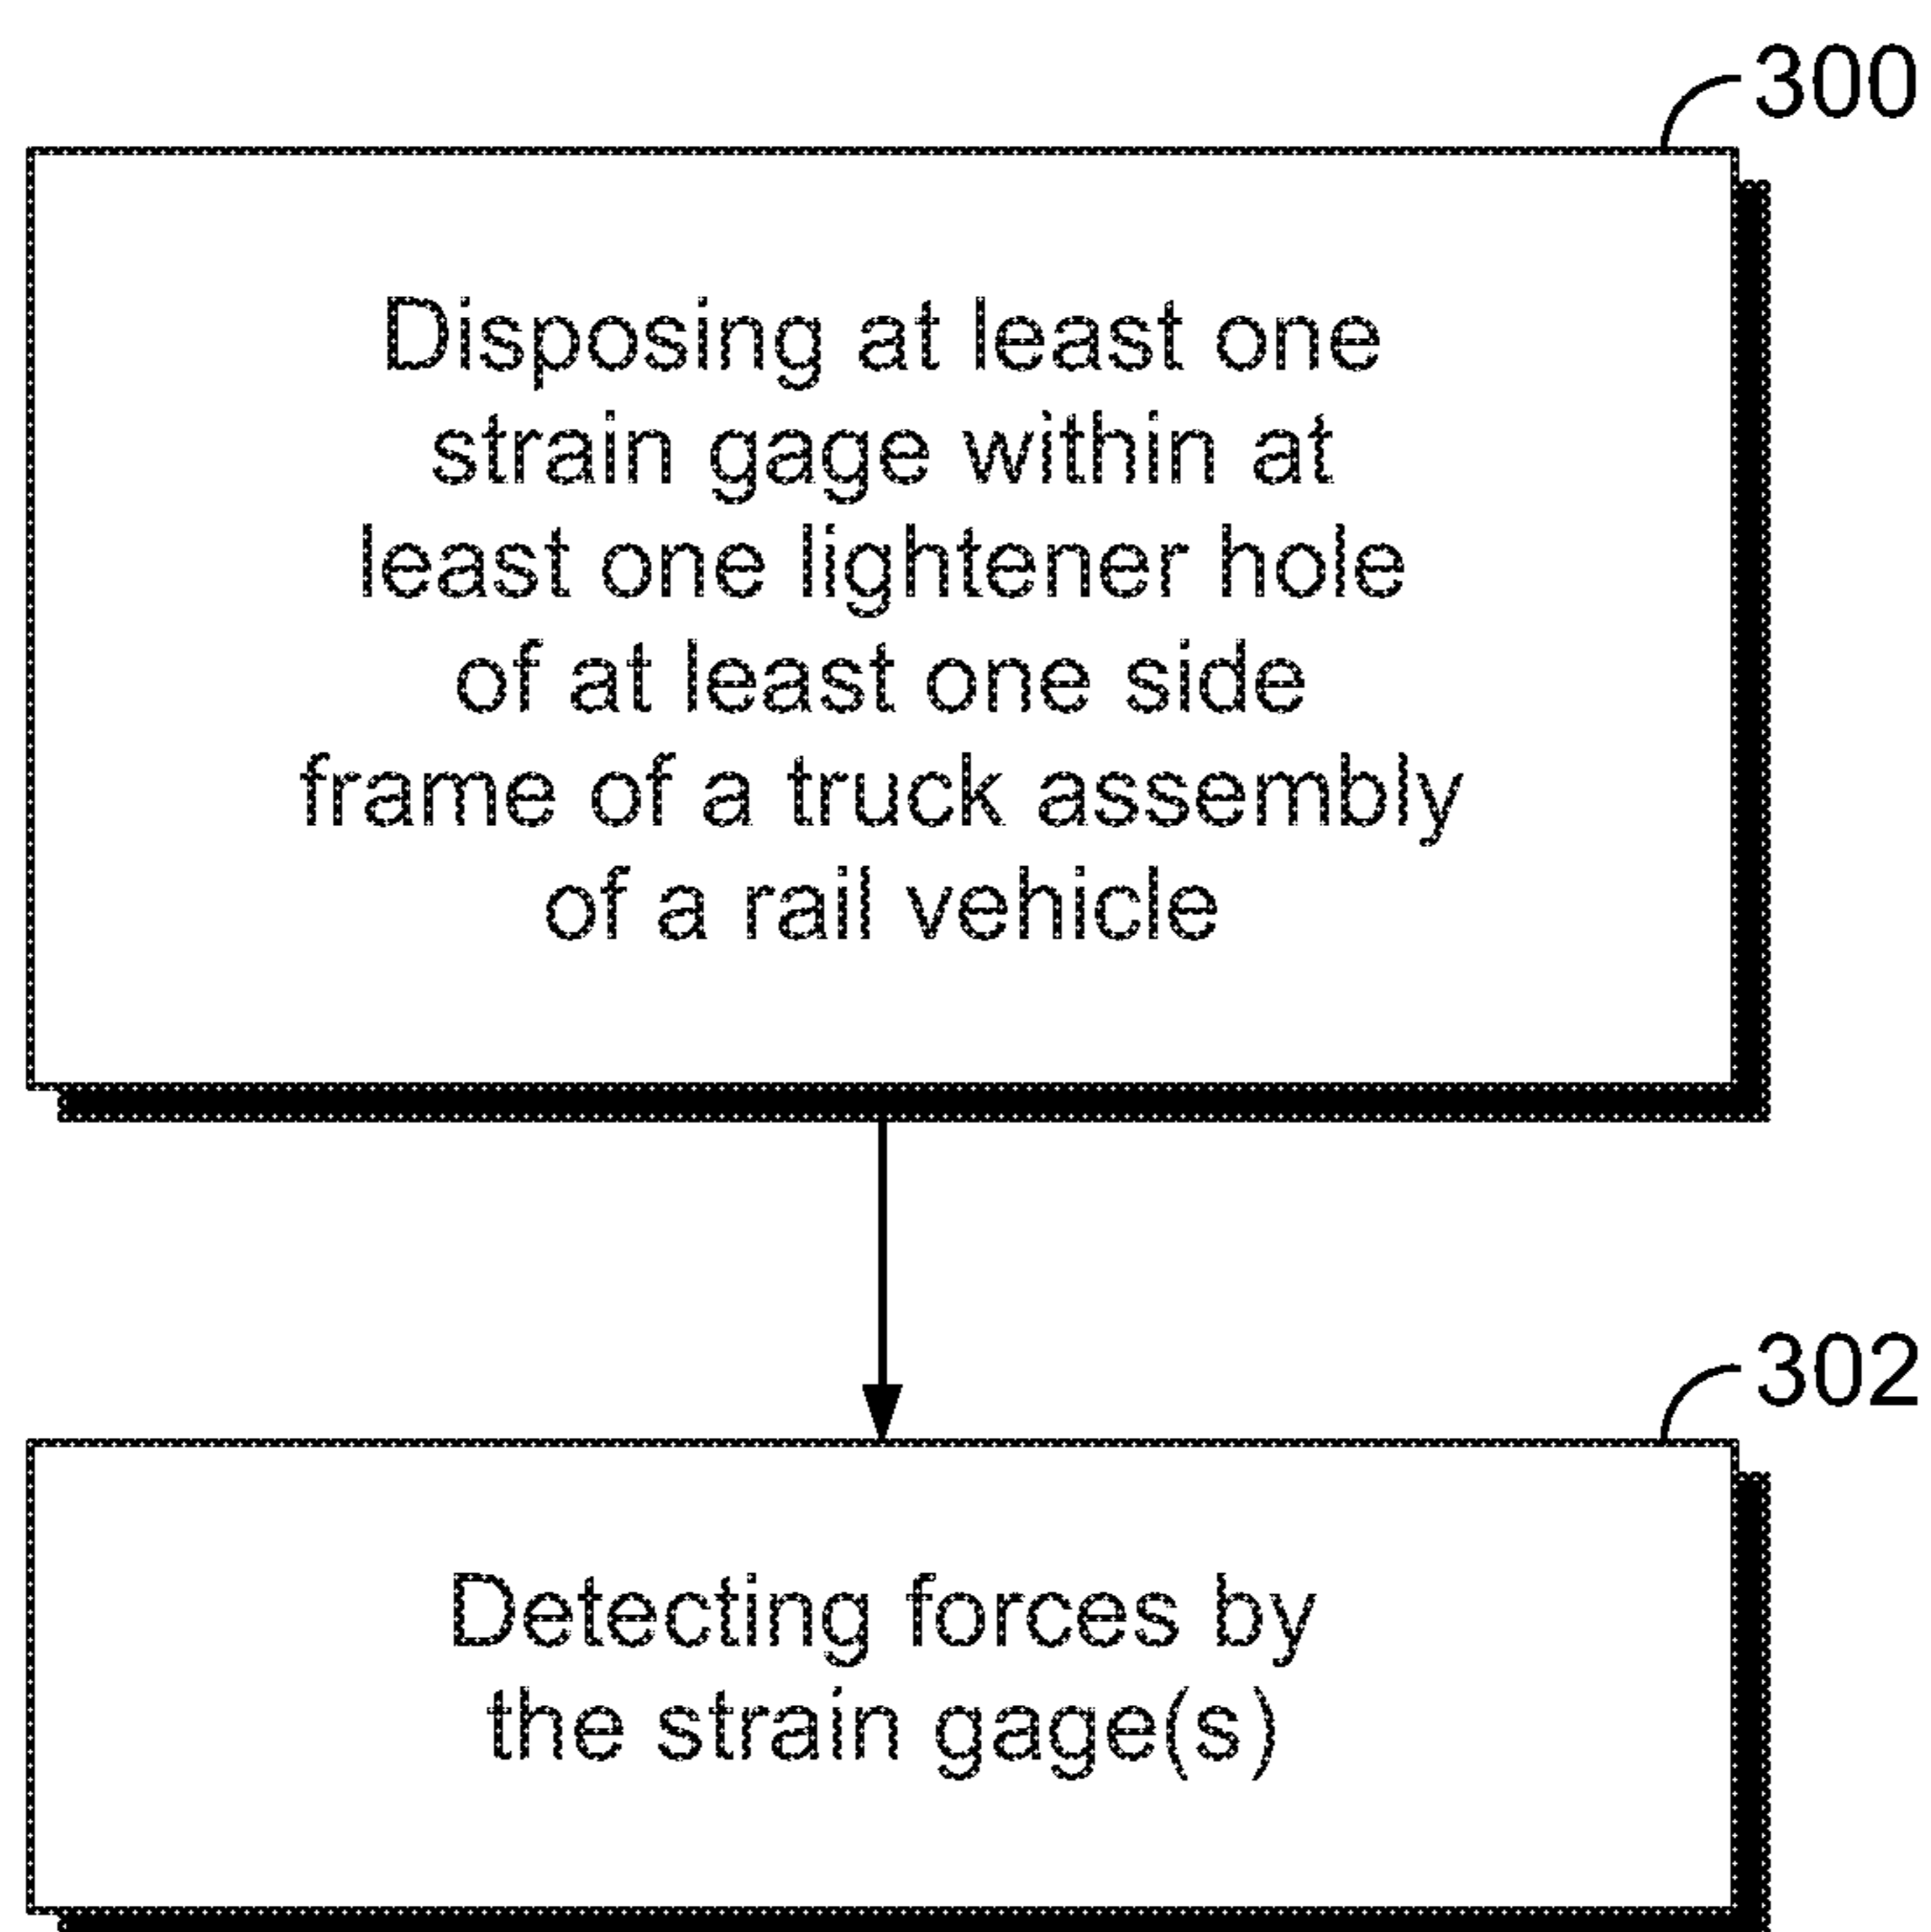 300
Disposing at least one
strain gage within at
least one lightener hole
of at least one side
frame of a truck assembly
of a rail vehicle
302
Detecting forces by
the strain gage(s)